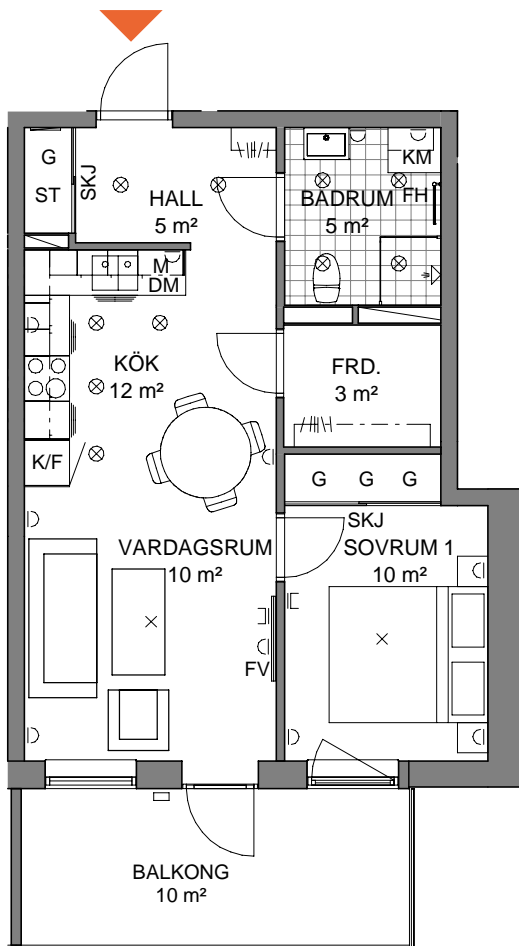 G
ST
SKJ
HALL
5 m²
BADRUM
5 m²
KM
FH
M
DM
KÖK
12 m²
FRD.
3 m²
K/F
G G G
SKJ
VARDAGSRUM
10 m²
SOVRUM 1
10 m²
FV
BALKONG
10 m²